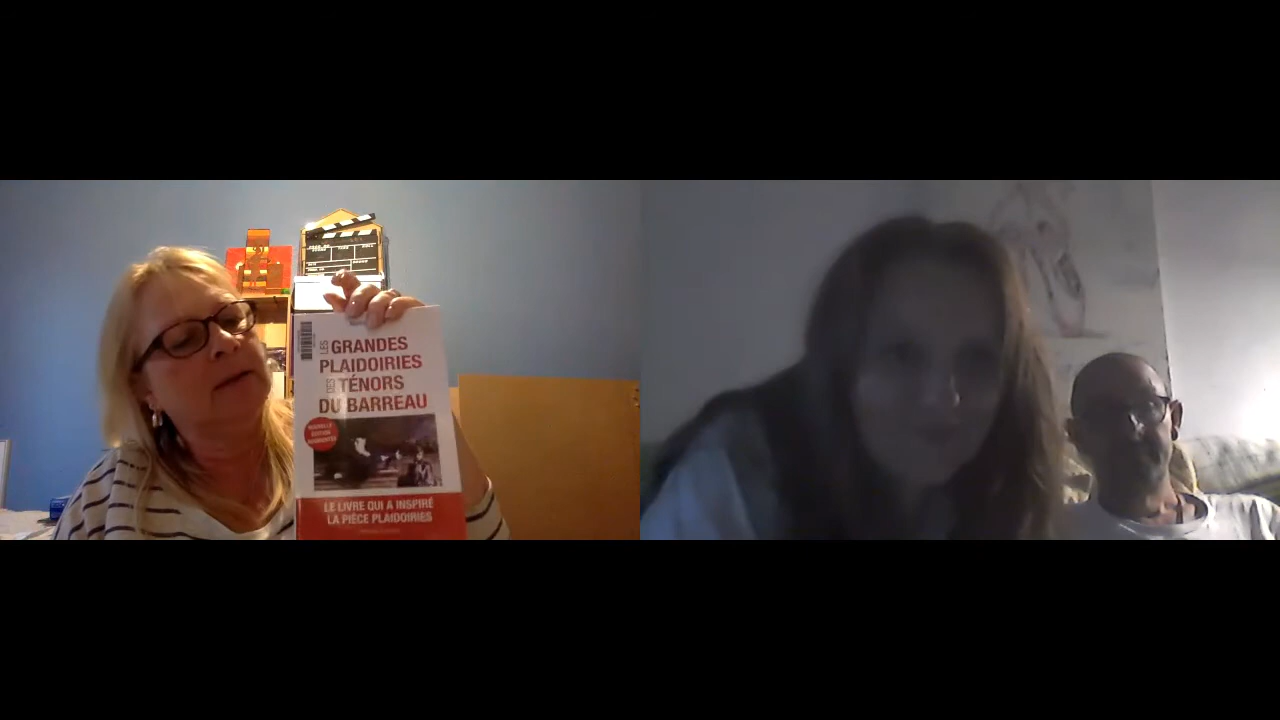 LES GRANDES
PLAIDOIRIES
DES TÉNORS
DU BARREAU
NOUVELLE
ÉDITION
AUGMENTÉE
LE LIVRE QUI A INSPIRÉ
LA PIÈCE PLAIDOIRIES